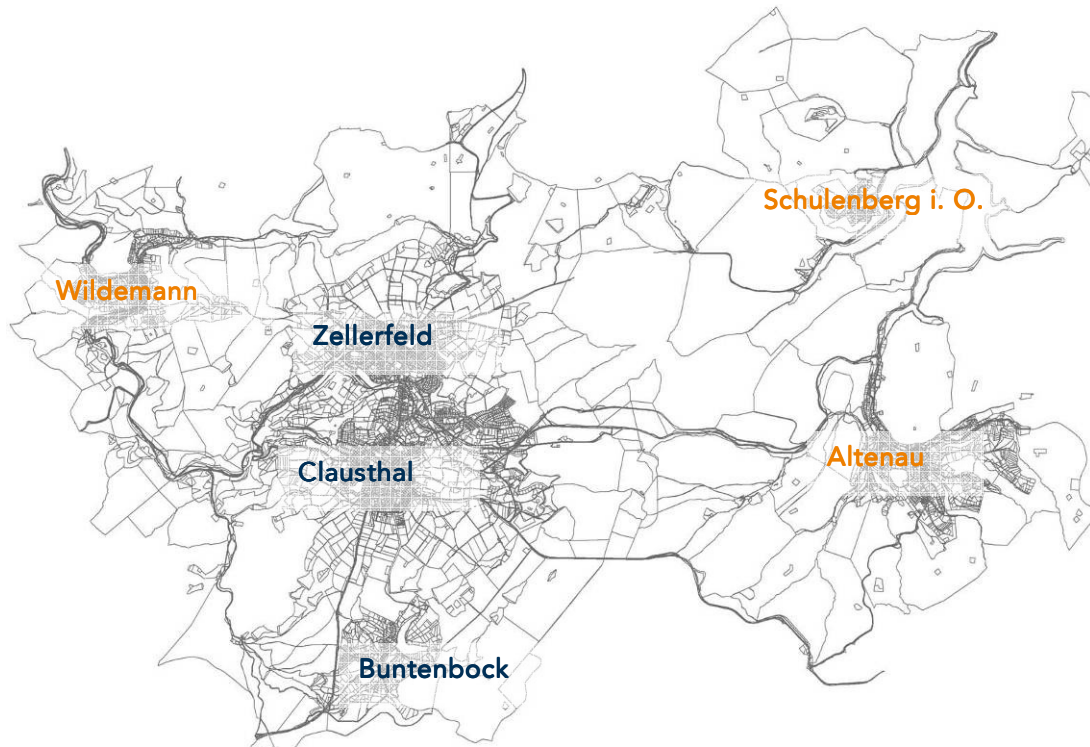 Schulenberg i. O.
Wildemann
Zellerfeld
Altenau
Clausthal
Buntenbock